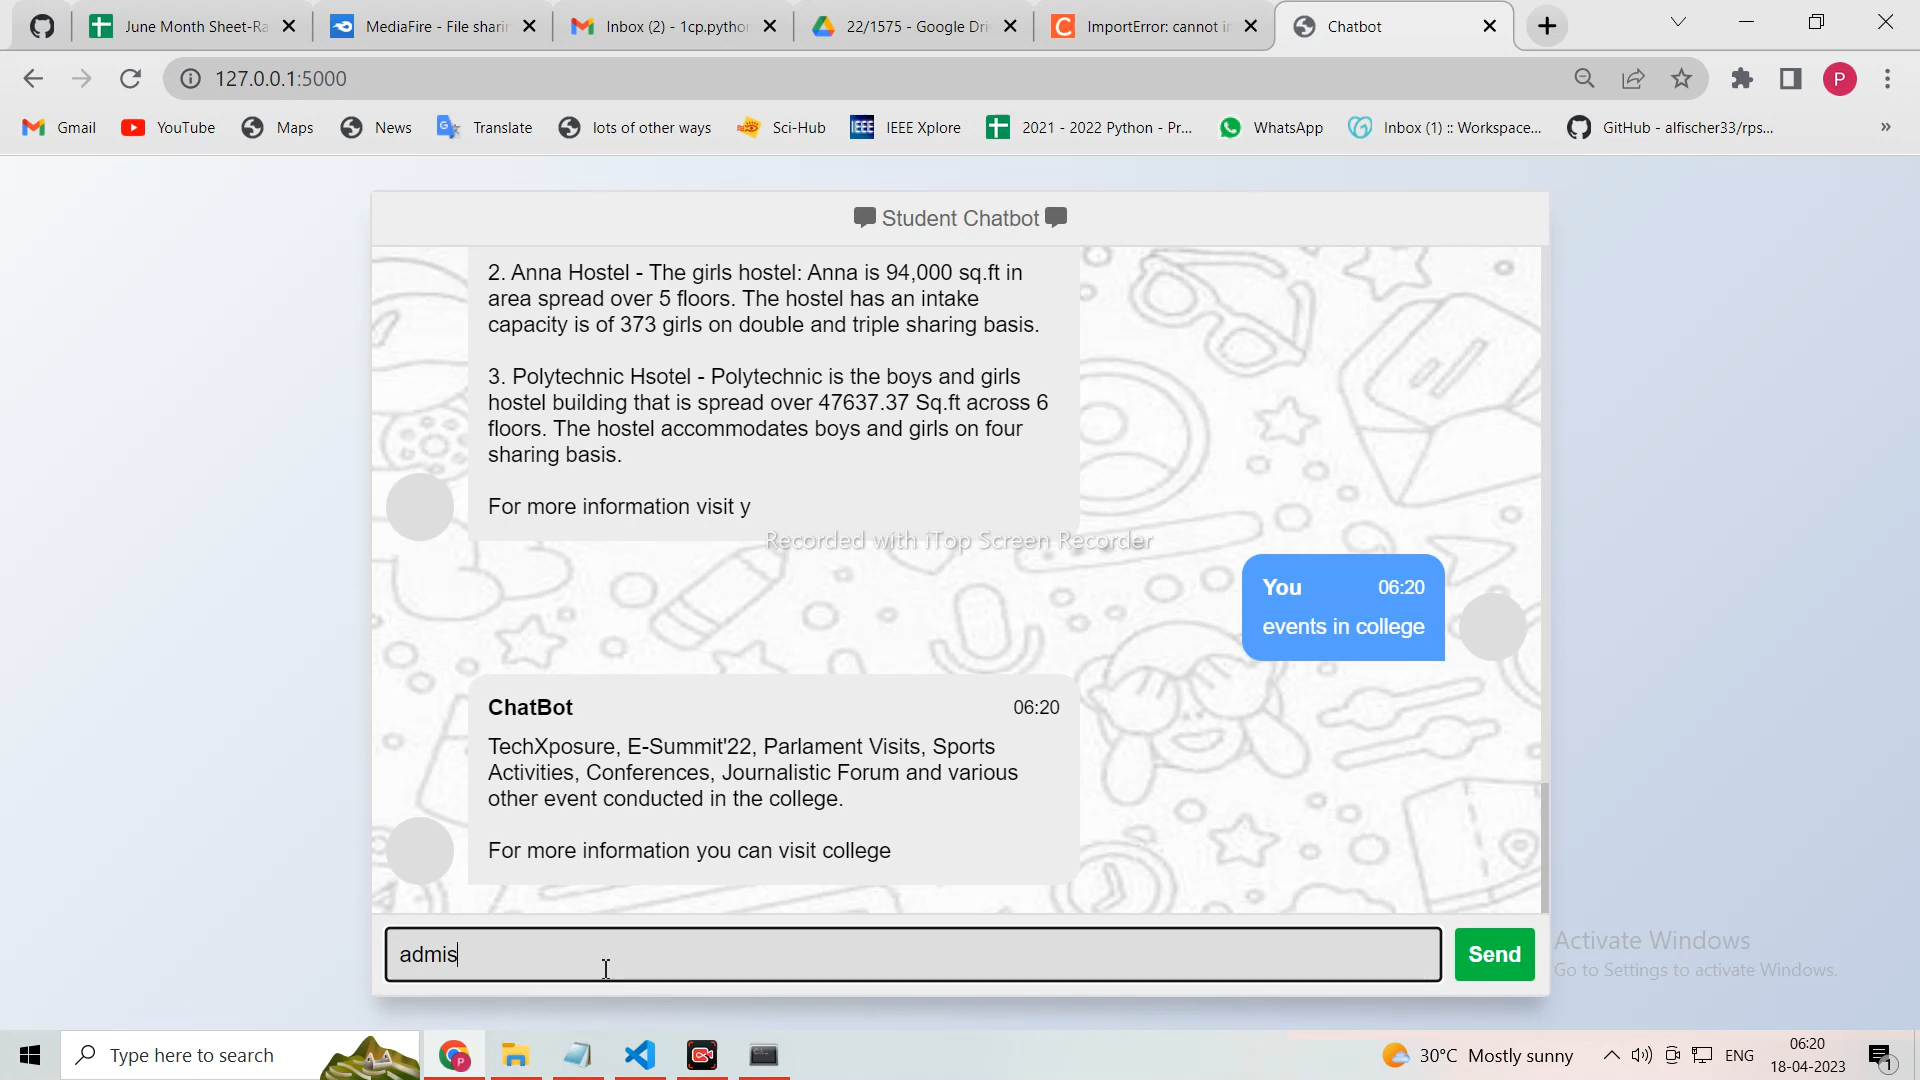 June Month Sheet-Ra
MediaFire - File sharin
Inbox (2) - 1cp.python
22/1575 - Google Dri
ImportError: cannot i
Chatbot
127.0.0.1:5000
P
Gmail
YouTube
Maps
News
Translate
lots of other ways
Sci-Hub
IEEE
IEEE Xplore
2021 - 2022 Python - Pr...
WhatsApp
Inbox (1) :: Workspace...
GitHub - alfischer33/rps...
»
Student Chatbot
2. Anna Hostel - The girls hostel: Anna is 94,000 sq.ft in
area spread over 5 floors. The hostel has an intake
capacity is of 373 girls on double and triple sharing basis.
3. Polytechnic Hsotel - Polytechnic is the boys and girls
hostel building that is spread over 47637.37 Sq.ft across 6
floors. The hostel accommodates boys and girls on four
sharing basis.
For more information visit y
Recorded with iTop Screen Recorder
You 06:20
events in college
ChatBot 06:20
TechXposure, E-Summit'22, Parlament Visits, Sports
Activities, Conferences, Journalistic Forum and various
other event conducted in the college.
For more information you can visit college
admis
Send
Activate Windows
Go to Settings to activate Windows.
Type here to search
30°C Mostly sunny
ENG
06:20
18-04-2023
1